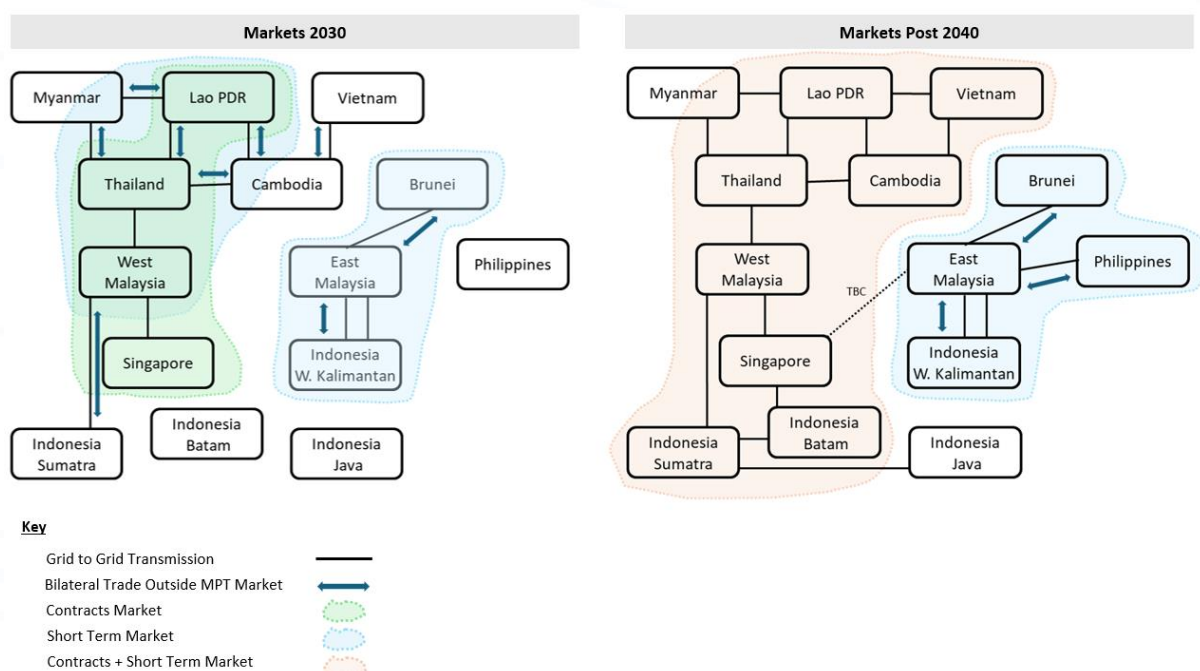 Markets 2030
Myanmar
Lao PDR
Vietnam
Thailand
Cambodia
Brunei
West
Malaysia
East
Malaysia
Philippines
Singapore
Indonesia
W. Kalimantan
Indonesia
Sumatra
Indonesia
Batam
Indonesia
Java
Markets Post 2040
Myanmar
Lao PDR
Vietnam
Thailand
Cambodia
Brunei
West
Malaysia
East
Malaysia
Philippines
TBC
Singapore
Indonesia
W. Kalimantan
Indonesia
Sumatra
Indonesia
Batam
Indonesia
Java
Key
Grid to Grid Transmission
Bilateral Trade Outside MPT Market
Contracts Market
Short Term Market
Contracts + Short Term Market